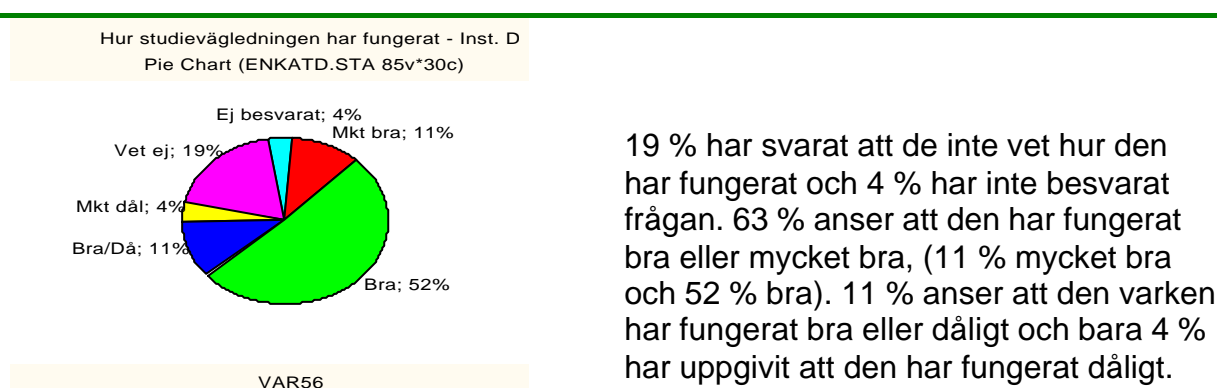 Hur studievägledningen har fungerat - Inst. D
Pie Chart (ENKATD.STA 85v*30c)
Ej besvarat; 4%
Mkt bra; 11%
Vet ej; 19%
Mkt dål; 4%
Bra/Då; 11%
Bra; 52%
VAR56
19 % har svarat att de inte vet hur den
har fungerat och 4 % har inte besvarat
frågan. 63 % anser att den har fungerat
bra eller mycket bra, (11 % mycket bra
och 52 % bra). 11 % anser att den varken
har fungerat bra eller dåligt och bara 4 %
har uppgivit att den har fungerat dåligt.